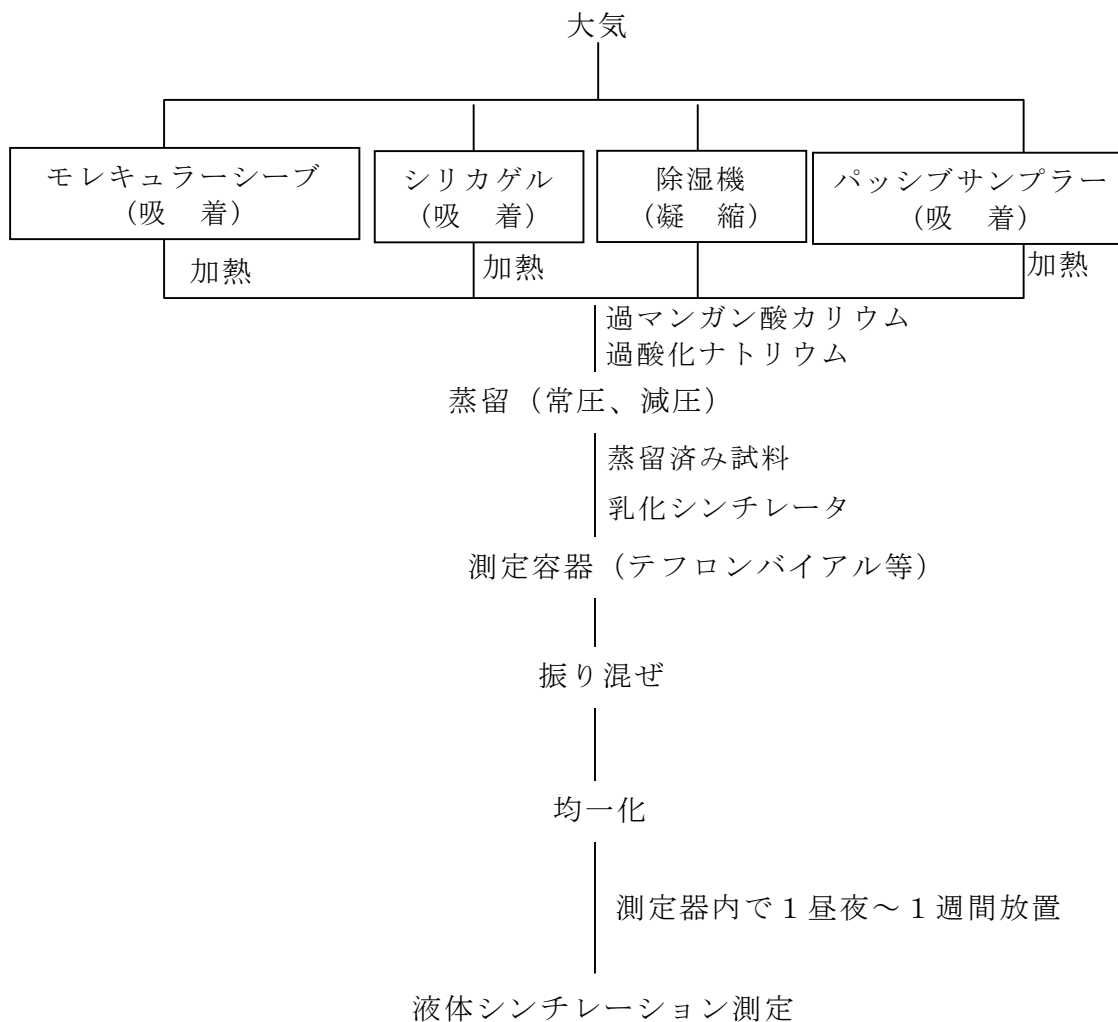 大気
モレキュラーシーブ
（吸　着）
シリカゲル
（吸　着）
除湿機
（凝　縮）
パッシブサンプラー
（吸　着）
加熱
加熱
加熱
過マンガン酸カリウム
過酸化ナトリウム
蒸留（常圧、減圧）
蒸留済み試料
乳化シンチレータ
測定容器（テフロンバイアル等）
振り混ぜ
均一化
測定器内で１昼夜～１週間放置
液体シンチレーション測定